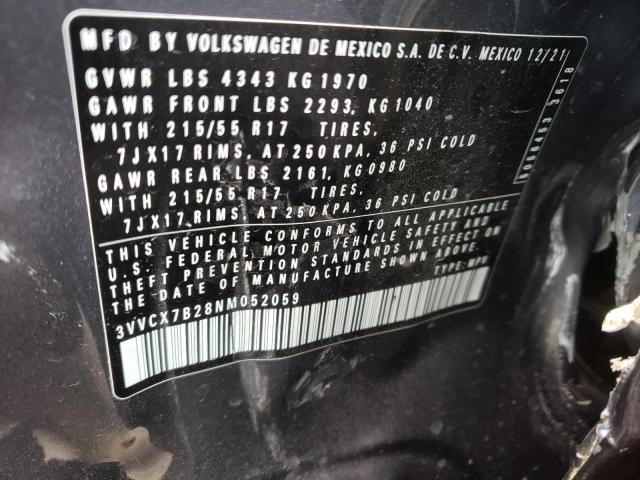 MFD BY VOLKSWAGEN DE MEXICO S.A. DE C.V. MEXICO 12/21
GVWR LBS 4343 KG 1970
GAWR FRONT LBS 2293, KG 1040
WITH 215/55 R17 TIRES,
7JX17 RIMS, AT 250 KPA, 36 PSI COLD
GAWR REAR LBS 2161, KG 0980
WITH 215/55 R17 TIRES,
7JX17 RIMS, AT 250 KPA, 36 PSI COLD
THIS VEHICLE CONFORMS TO ALL APPLICABLE
U.S. FEDERAL MOTOR VEHICLE SAFETY AND
THEFT PREVENTION STANDARDS IN EFFECT ON
THE DATE OF MANUFACTURE SHOWN ABOVE.
TYPE: MPV
3VVCX7B28NM052059
3618